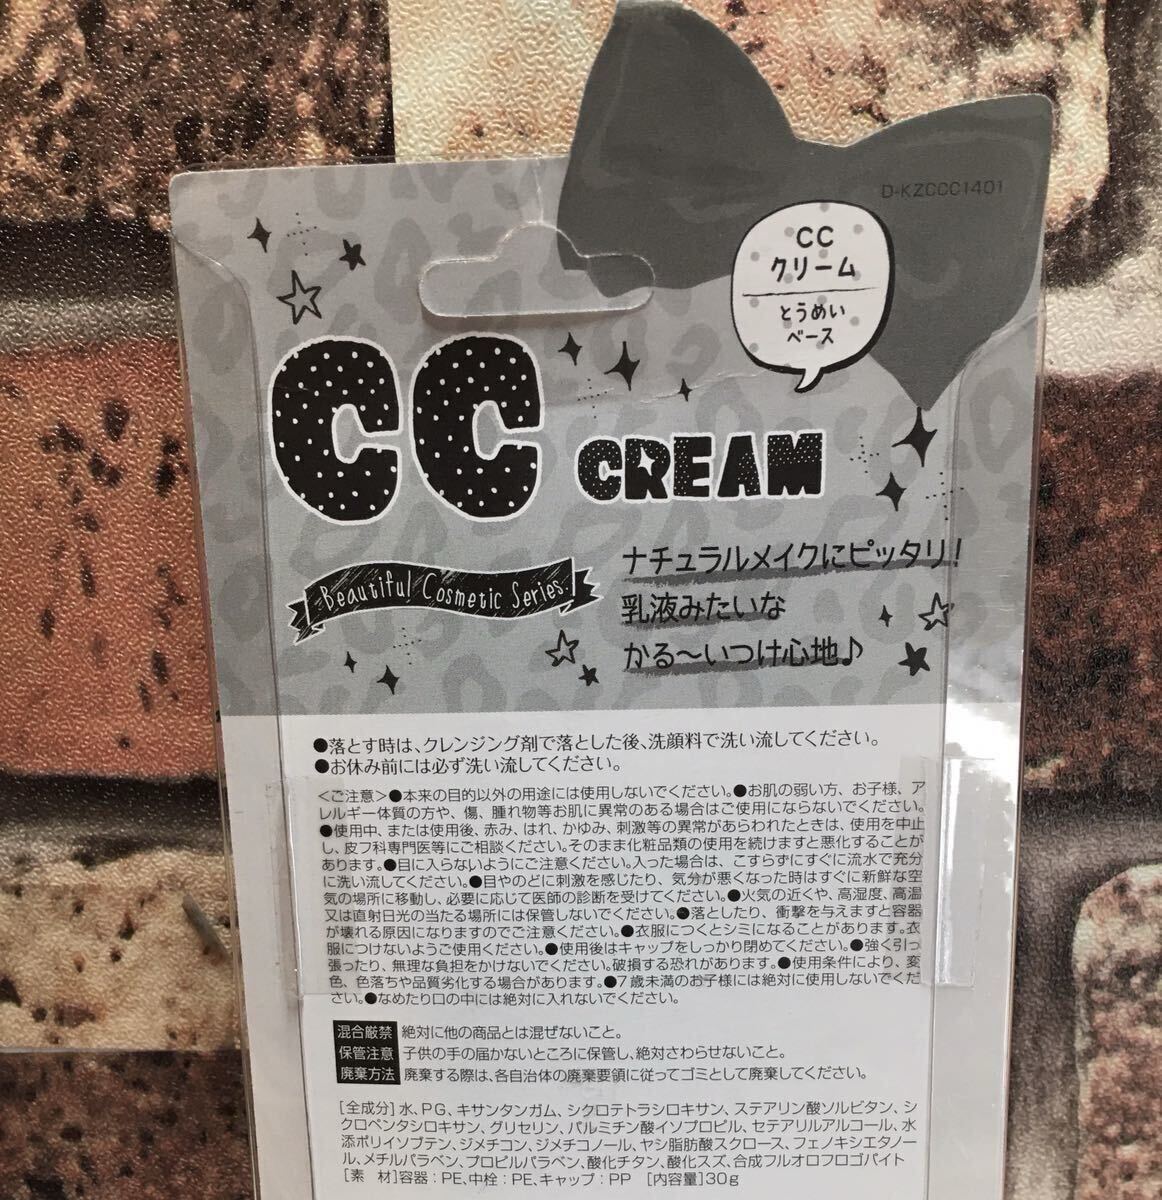 D-KZCCC1401
CC
クリーム
とうめい
ベース
CC CREAM
Beautiful Cosmetic Series.
ナチュラルメイクにピッタリ!
乳液みたいな
かる〜いつけ心地♪
●落とす時は、クレンジング剤で落とした後、洗顔料で洗い流してください。
●お休み前には必ず洗い流してください。
<ご注意>●本来の目的以外の用途には使用しないでください。●お肌の弱い方、お子様、ア
レルギー体質の方や、傷、腫れ物等お肌に異常のある場合はご使用にならないでください。
●使用中、または使用後、赤み、はれ、かゆみ、刺激等の異常があらわれたときは、使用を中止
し、皮フ科専門医等にご相談ください。そのまま化粧品類の使用を続けますと悪化することが
あります。●目に入らないようにご注意ください。入った場合は、こすらずにすぐに流水で充分
に洗い流してください。●目やのどに刺激を感じたり、気分が悪くなった時はすぐに新鮮な空
気の場所に移動し、必要に応じて医師の診断を受けてください。●火気の近くや、高湿度、高温
又は直射日光の当たる場所には保管しないでください。●落としたり、衝撃を与えますと容器
が壊れる原因になりますのでご注意ください。●衣服につくとシミになることがあります。衣
服につけないようご使用ください。●使用後はキャップをしっかり閉めてください。●強く引っ
張ったり、無理な負担をかけないでください。破損する恐れがあります。●使用条件により、変
色、色落ちや品質劣化する場合があります。●7歳未満のお子様には絶対に使用しないでくだ
さい。●なめたり口の中には絶対に入れないでください。
混合厳禁 絶対に他の商品とは混ぜないこと。
保管注意 子供の手の届かないところに保管し、絶対さわらせないこと。
廃棄方法 廃棄する際は、各自治体の廃棄要領に従ってゴミとして廃棄してください。
[全成分]水、PG、キサンタンガム、シクロテトラシロキサン、ステアリン酸ソルビタン、シ
クロペンタシロキサン、グリセリン、パルミチン酸イソプロピル、セテアリルアルコール、水
添ポリイソブテン、ジメチコン、ジメチコノール、ヤシ脂肪酸スクロース、フェノキシエタノー
ル、メチルパラベン、プロピルパラベン、酸化チタン、酸化スズ、合成フルオロフロゴパイト
[素 材]容器：PE、中栓：PE、キャップ：PP [内容量]30g